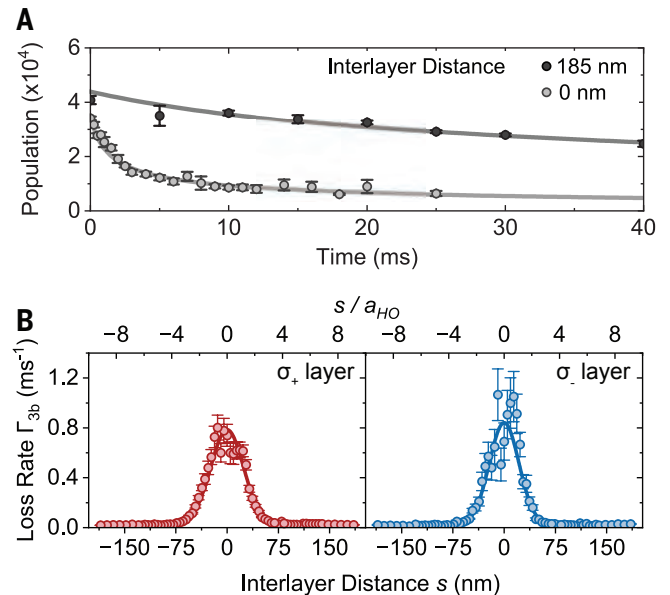 A
Population (x10⁴)
6
4
2
0
Interlayer Distance
185 nm
0 nm
0 10 20 30 40
Time (ms)
B
s / a_HO
−8 −4 0 4 8 −8 −4 0 4 8
Loss Rate Γ₃b (ms⁻¹)
σ₊ layer σ₋ layer
1.2
0.8
0.4
0.0
−150 −75 0 75 150 −150 −75 0 75 150
Interlayer Distance s (nm)